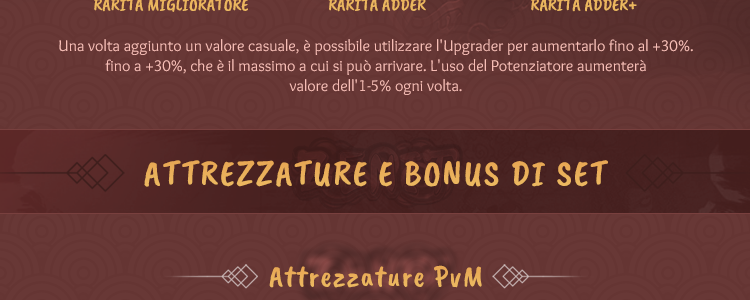 RARITÀ MIGLIORATORE RARITÀ ADDER RARITÀ ADDER+
Una volta aggiunto un valore casuale, è possibile utilizzare l'Upgrader per aumentarlo fino al +30%.
fino a +30%, che è il massimo a cui si può arrivare. L'uso del Potenziatore aumenterà
valore dell'1-5% ogni volta.
ATTREZZATURE E BONUS DI SET
Attrezzature PvM